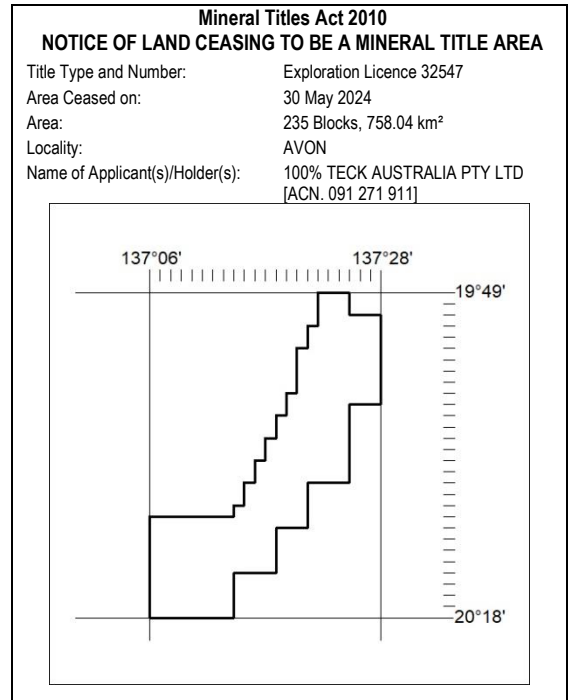 Mineral Titles Act 2010
NOTICE OF LAND CEASING TO BE A MINERAL TITLE AREA
Title Type and Number: Exploration Licence 32547
Area Ceased on: 30 May 2024
Area: 235 Blocks, 758.04 km²
Locality: AVON
Name of Applicant(s)/Holder(s): 100% TECK AUSTRALIA PTY LTD
[ACN. 091 271 911]
137°06' 137°28'
19°49'
20°18'